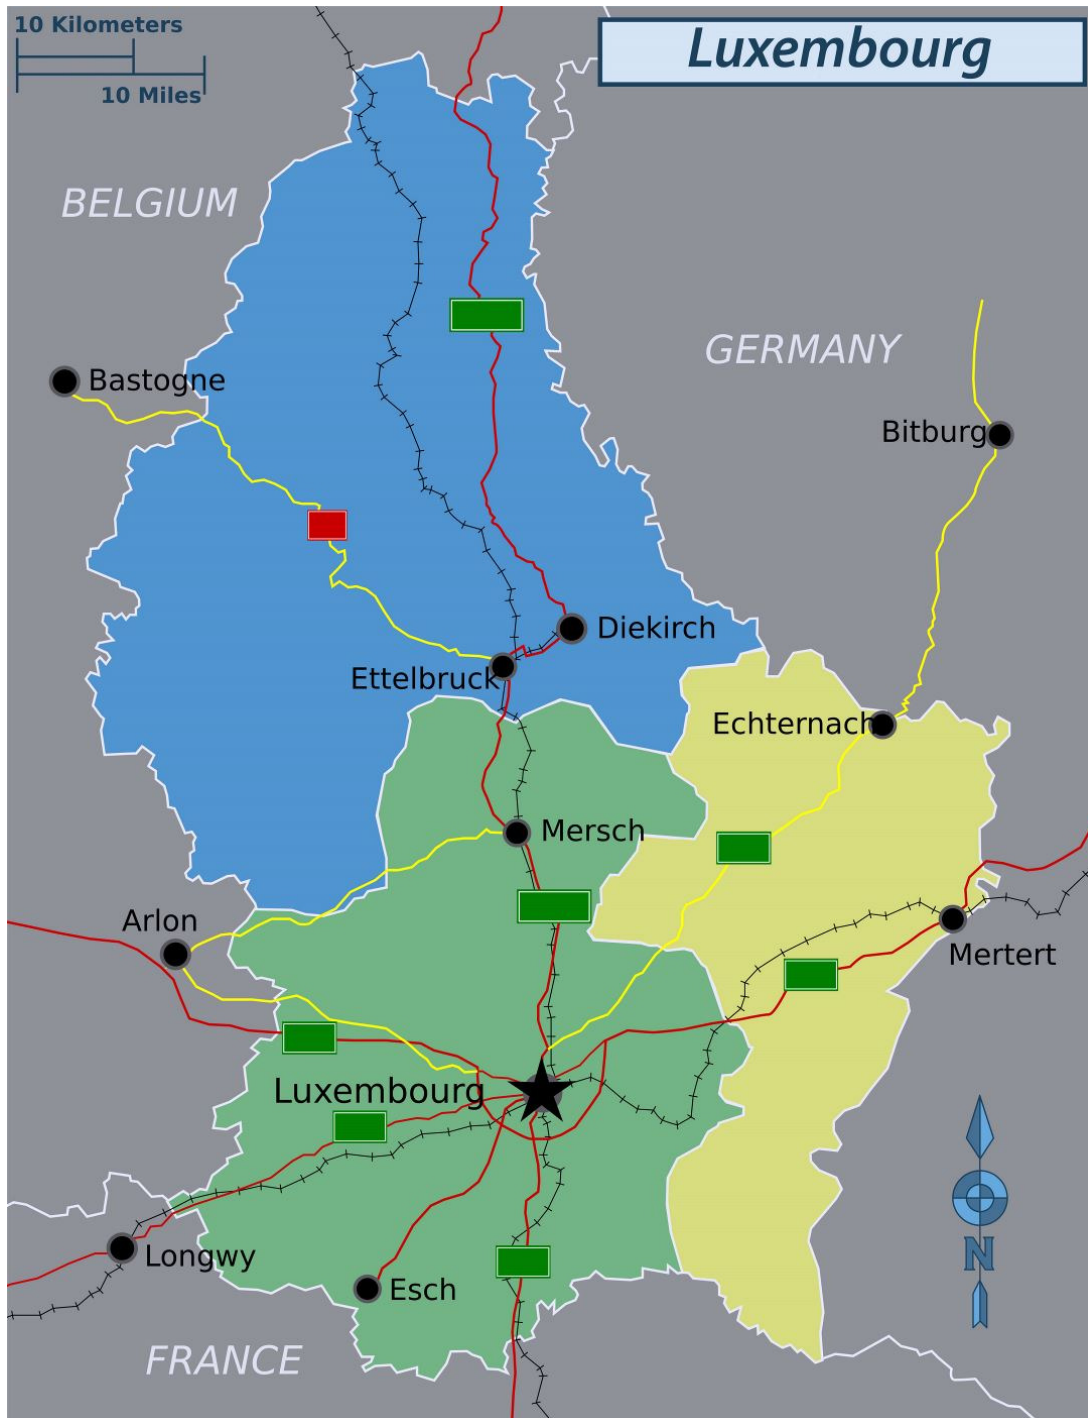 10 Kilometers
Luxembourg
10 Miles
BELGIUM
GERMANY
Bastogne
Bitburg
Diekirch
Ettelbruck
Echternach
Mersch
Arlon
Mertert
Luxembourg
Longwy
N
Esch
FRANCE